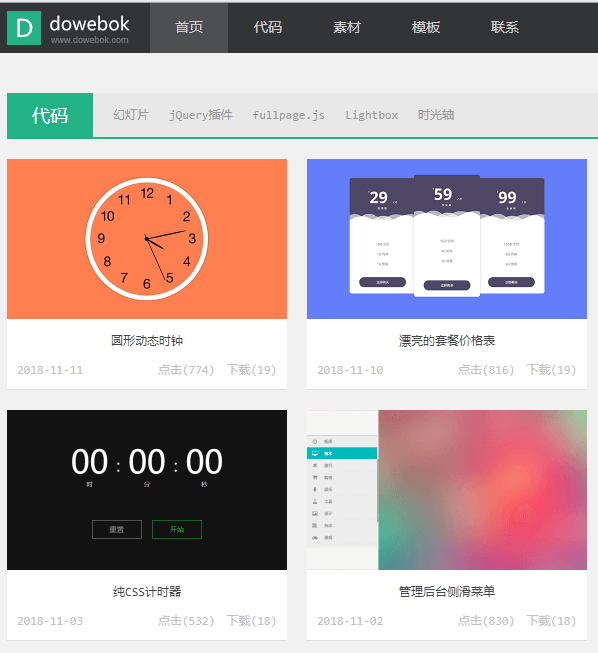 D dowebok 首页 代码 素材 模板 联系
www.dowebok.com
代码 幻灯片 jQuery插件 fullpage.js Lightbox 时光轴
12
11 1
10 2
9 3
8 4
7 5
6
29 59 99
圆形动态时钟
2018-11-11 点击(774) 下载(19)
漂亮的套餐价格表
2018-11-10 点击(816) 下载(19)
00 : 00 : 00
时 分 秒
重置 开始
纯CSS计时器
2018-11-03 点击(532) 下载(18)
管理后台侧滑菜单
2018-11-02 点击(830) 下载(18)